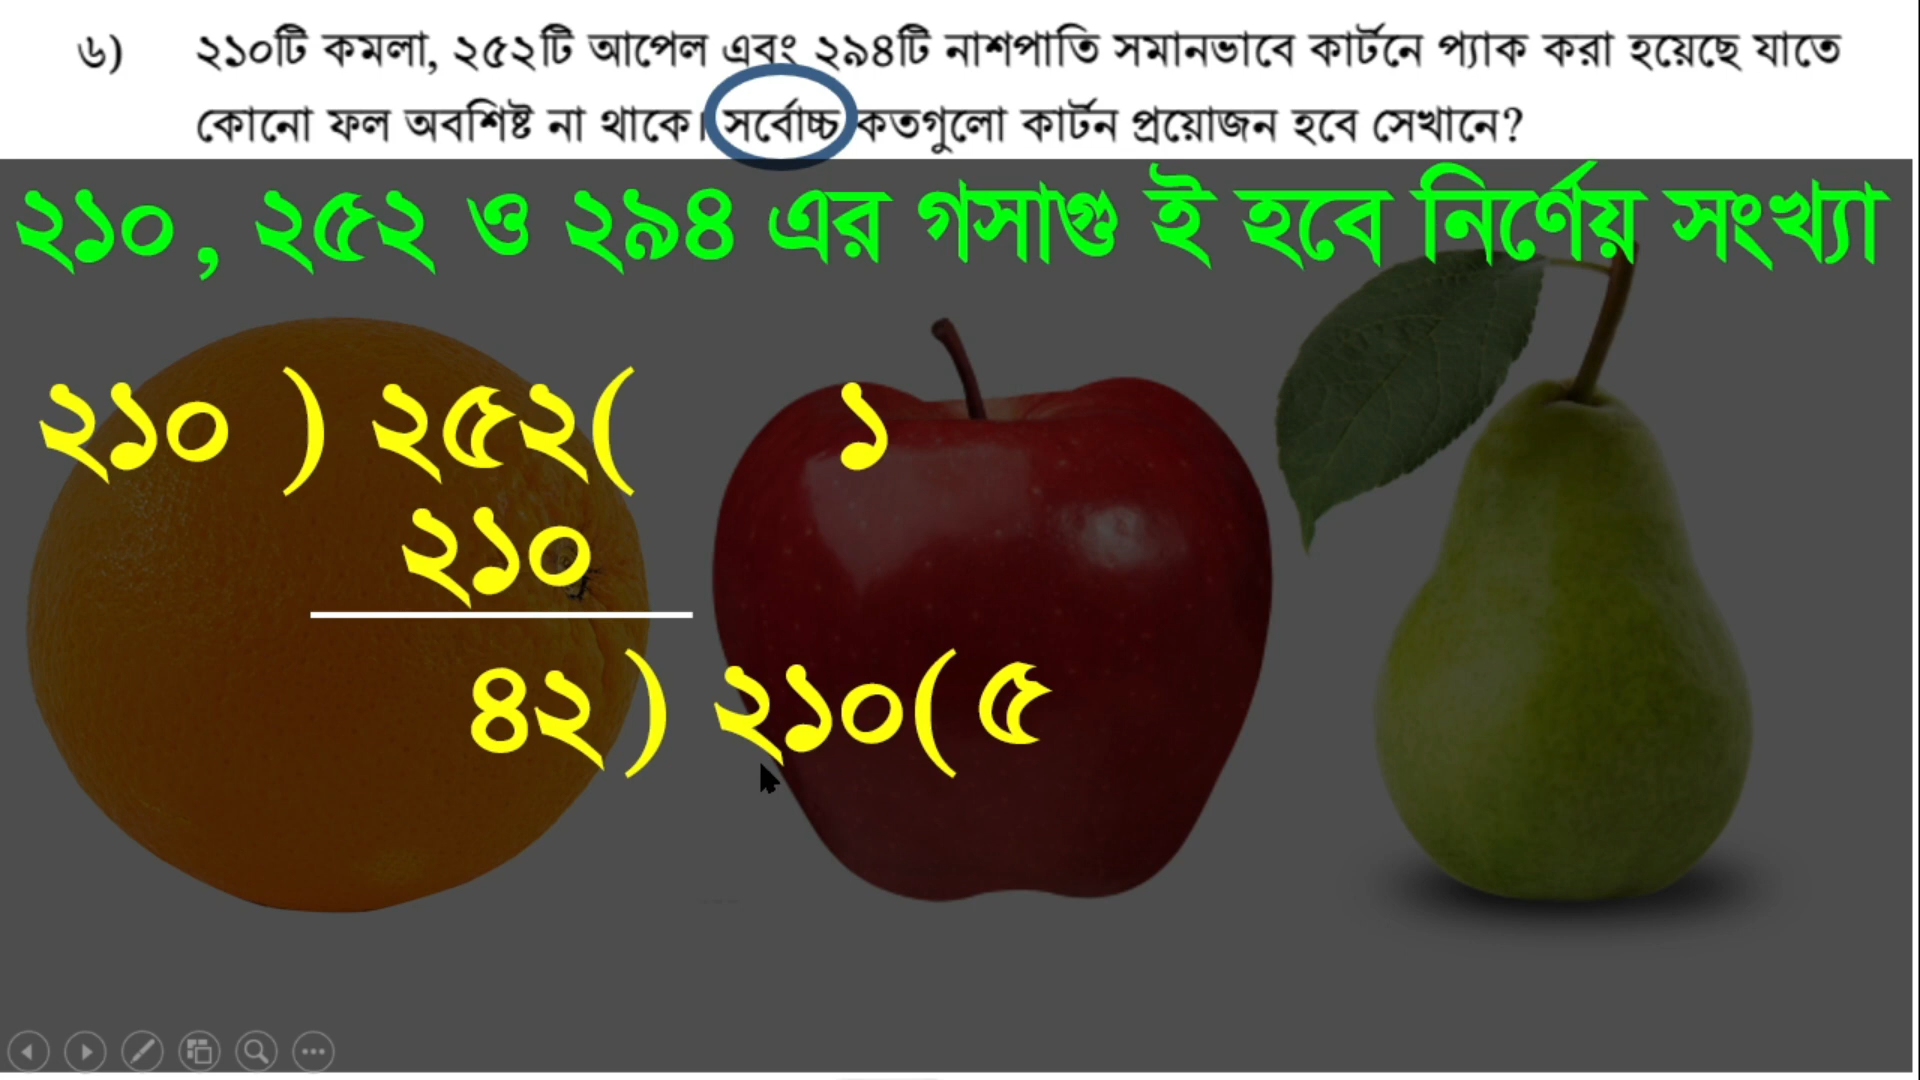 ৬) ২১০টি কমলা, ২৫২টি আপেল এবং ২৯৪টি নাশপাতি সমানভাবে কার্টনে প্যাক করা হয়েছে যাতে
কোনো ফল অবশিষ্ট না থাকে। সর্বোচ্চ কতগুলো কার্টন প্রয়োজন হবে সেখানে?
২১০, ২৫২ ও ২৯৪ এর গসাগু ই হবে নির্ণেয় সংখ্যা
২১০ ) ২৫২( ১
২১০
৪২ ) ২১০( ৫